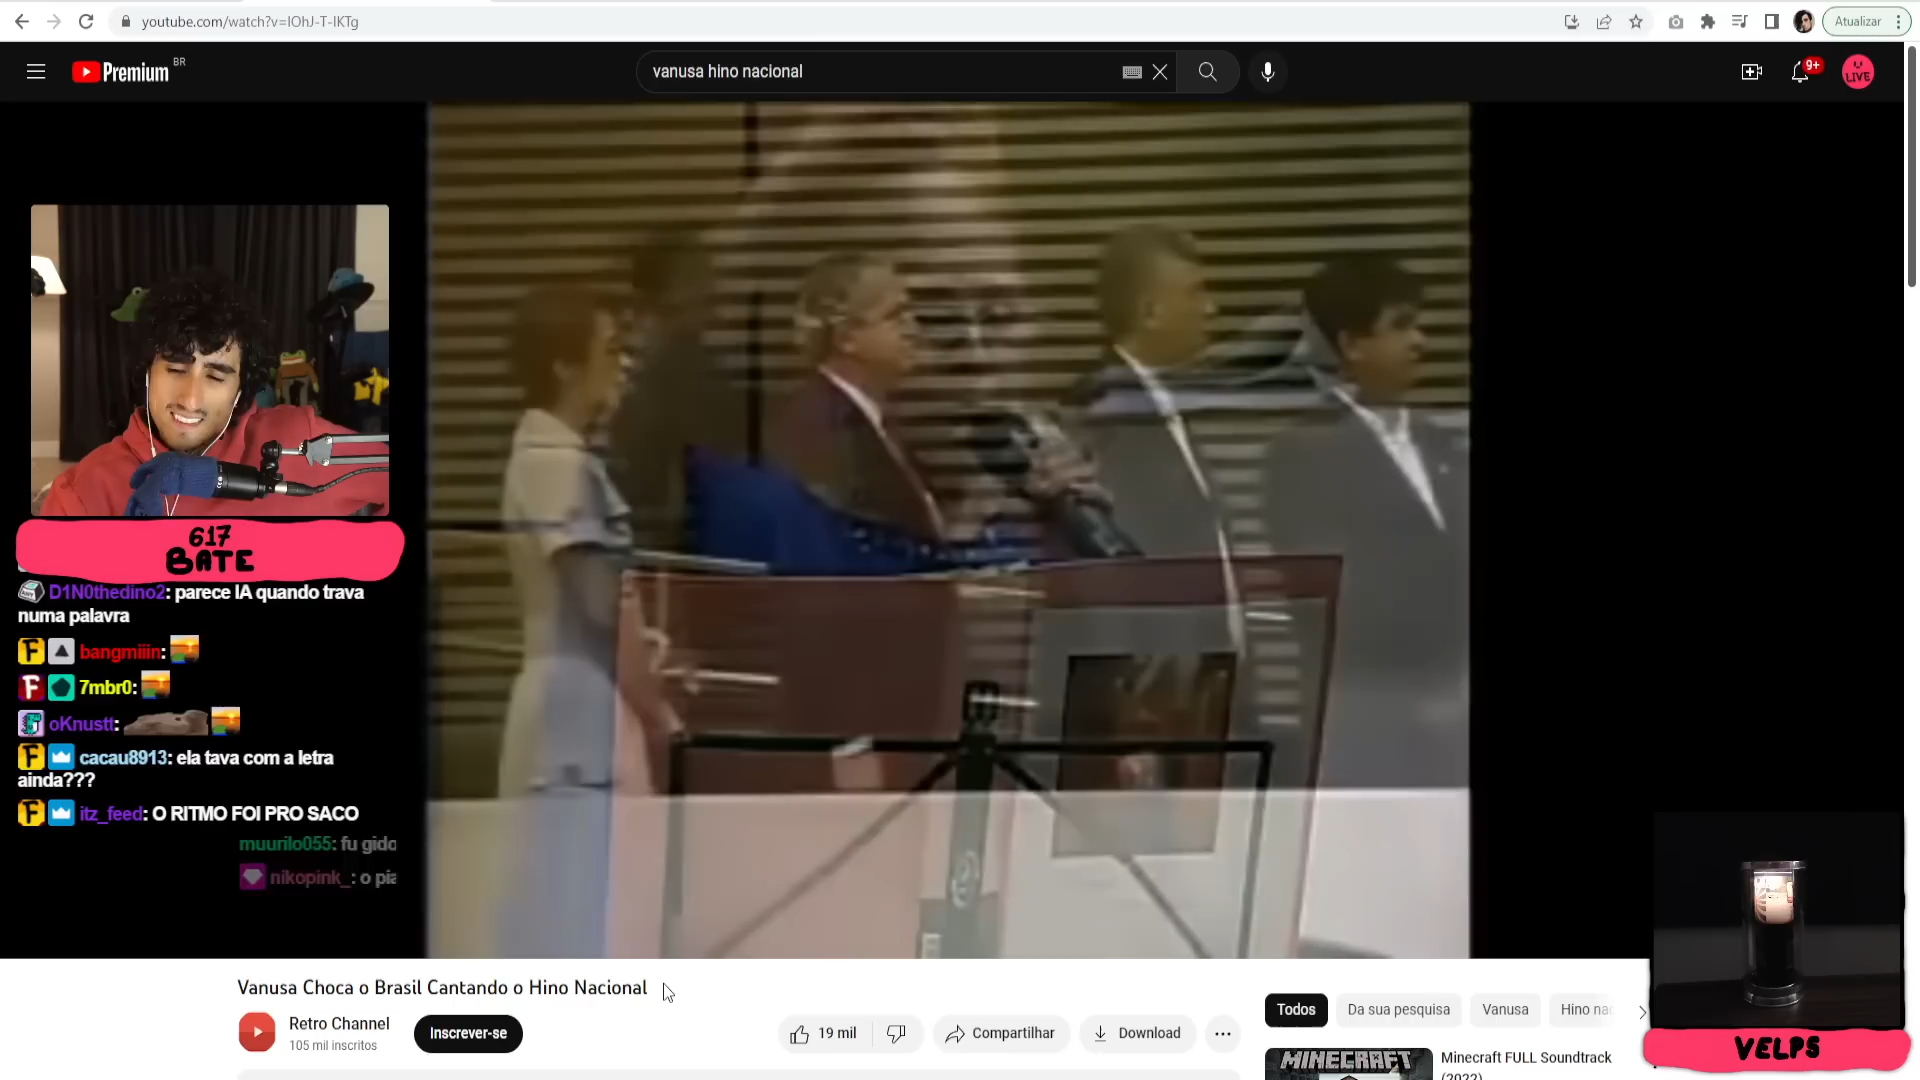 youtube.com/watch?v=IOhJ-T-IKTg
Atualizar
Premium BR
vanusa hino nacional
9+
LIVE
617
BATE
D1N0thedino2: parece IA quando trava
numa palavra
bangmiiin:
7mbr0:
oKnustt:
cacau8913: ela tava com a letra
ainda???
itz_feed: O RITMO FOI PRO SACO
muurilo055: fu gido
nikopink_: o pia
Vanusa Choca o Brasil Cantando o Hino Nacional
Retro Channel
105 mil inscritos
Inscrever-se
19 mil
Compartilhar
Download
Todos
Da sua pesquisa
Vanusa
Hino nac
MINECRAFT
Minecraft FULL Soundtrack
(2022)
VELPS